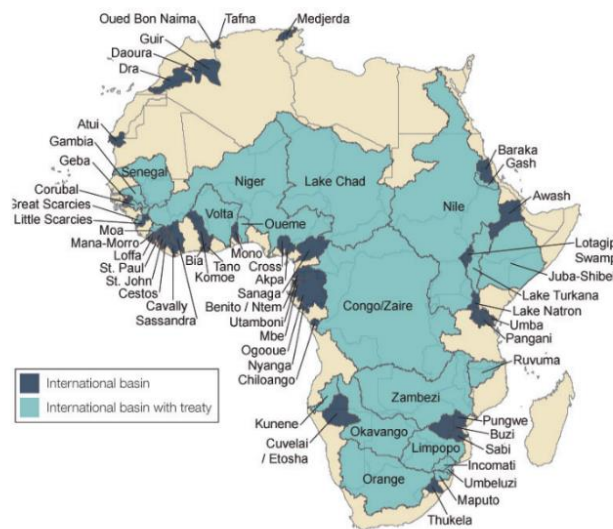 Oued Bon Naima
Tafna
Medjerda
Guir
Daoura
Dra
Atui
Gambia
Geba
Senegal
Corubal
Great Scarcies
Little Scarcies
Moa
Mana-Morro
Loffa
St. Paul
St. John
Cestos
Cavally
Sassandra
Bia
Tano
Komoe
Niger
Volta
Oueme
Mono
Cross
Akpa
Lake Chad
Sanaga
Benito / Ntem
Utamboni
Mbe
Ogooue
Nyanga
Chiloango
Nile
Baraka
Gash
Awash
Lotagip
Swamp
Juba-Shibe
Lake Turkana
Lake Natron
Umba
Pangani
Congo/Zaire
Ruvuma
Zambezi
Kunene
Cuvelai
/ Etosha
Okavango
Limpopo
Orange
Pungwe
Buzi
Sabi
Incomati
Umbeluzi
Maputo
Thukela
International basin
International basin with treaty